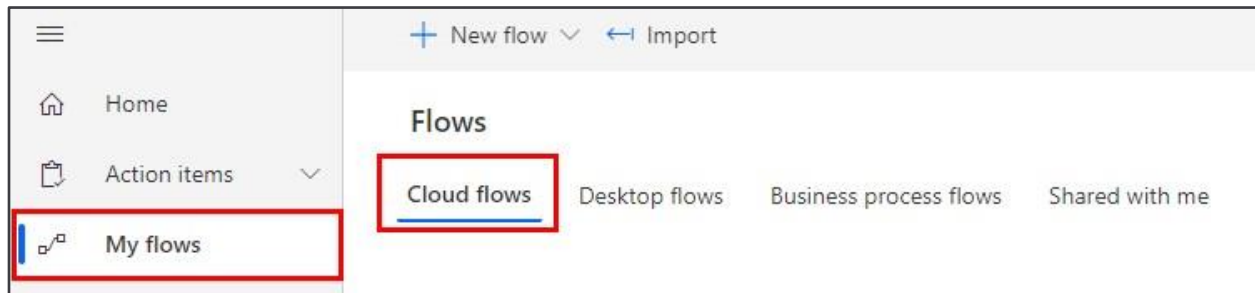 New flow Import
Home
Flows
Action items
Cloud flows Desktop flows Business process flows Shared with me
My flows